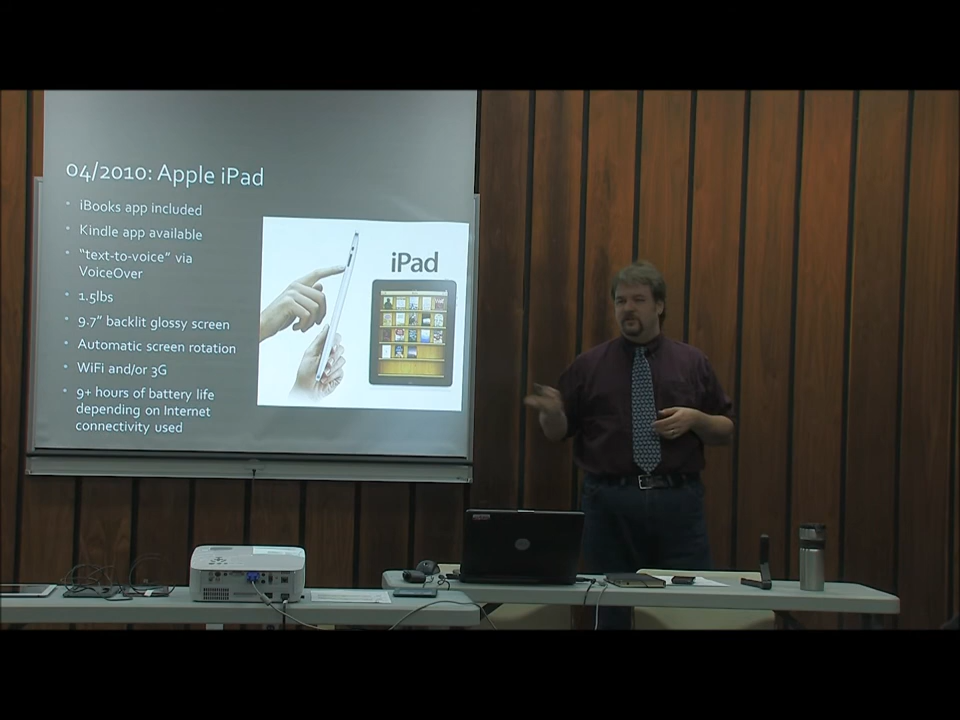 04/2010: Apple iPad
iBooks app included
Kindle app available
"text-to-voice" via
VoiceOver
1.5lbs
9.7" backlit glossy screen
Automatic screen rotation
WiFi and/or 3G
9+ hours of battery life
depending on Internet
connectivity used
iPad